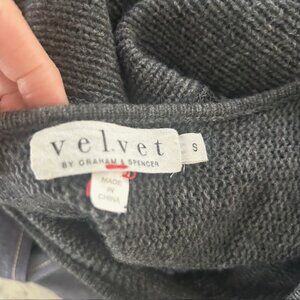 velvet
BY GRAHAM & SPENCER
S
MADE
IN
CHINA